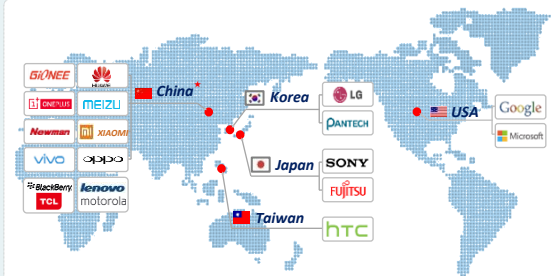 GiONEE
HUAWEI
China
ONEPLUS
MEIZU
Newman
MI XIAOMI
vivo
oppo
BlackBerry
TCL
lenovo
motorola
Korea
LG
PANTECH
Japan
SONY
FUJITSU
Taiwan
hTC
USA
Google
Microsoft